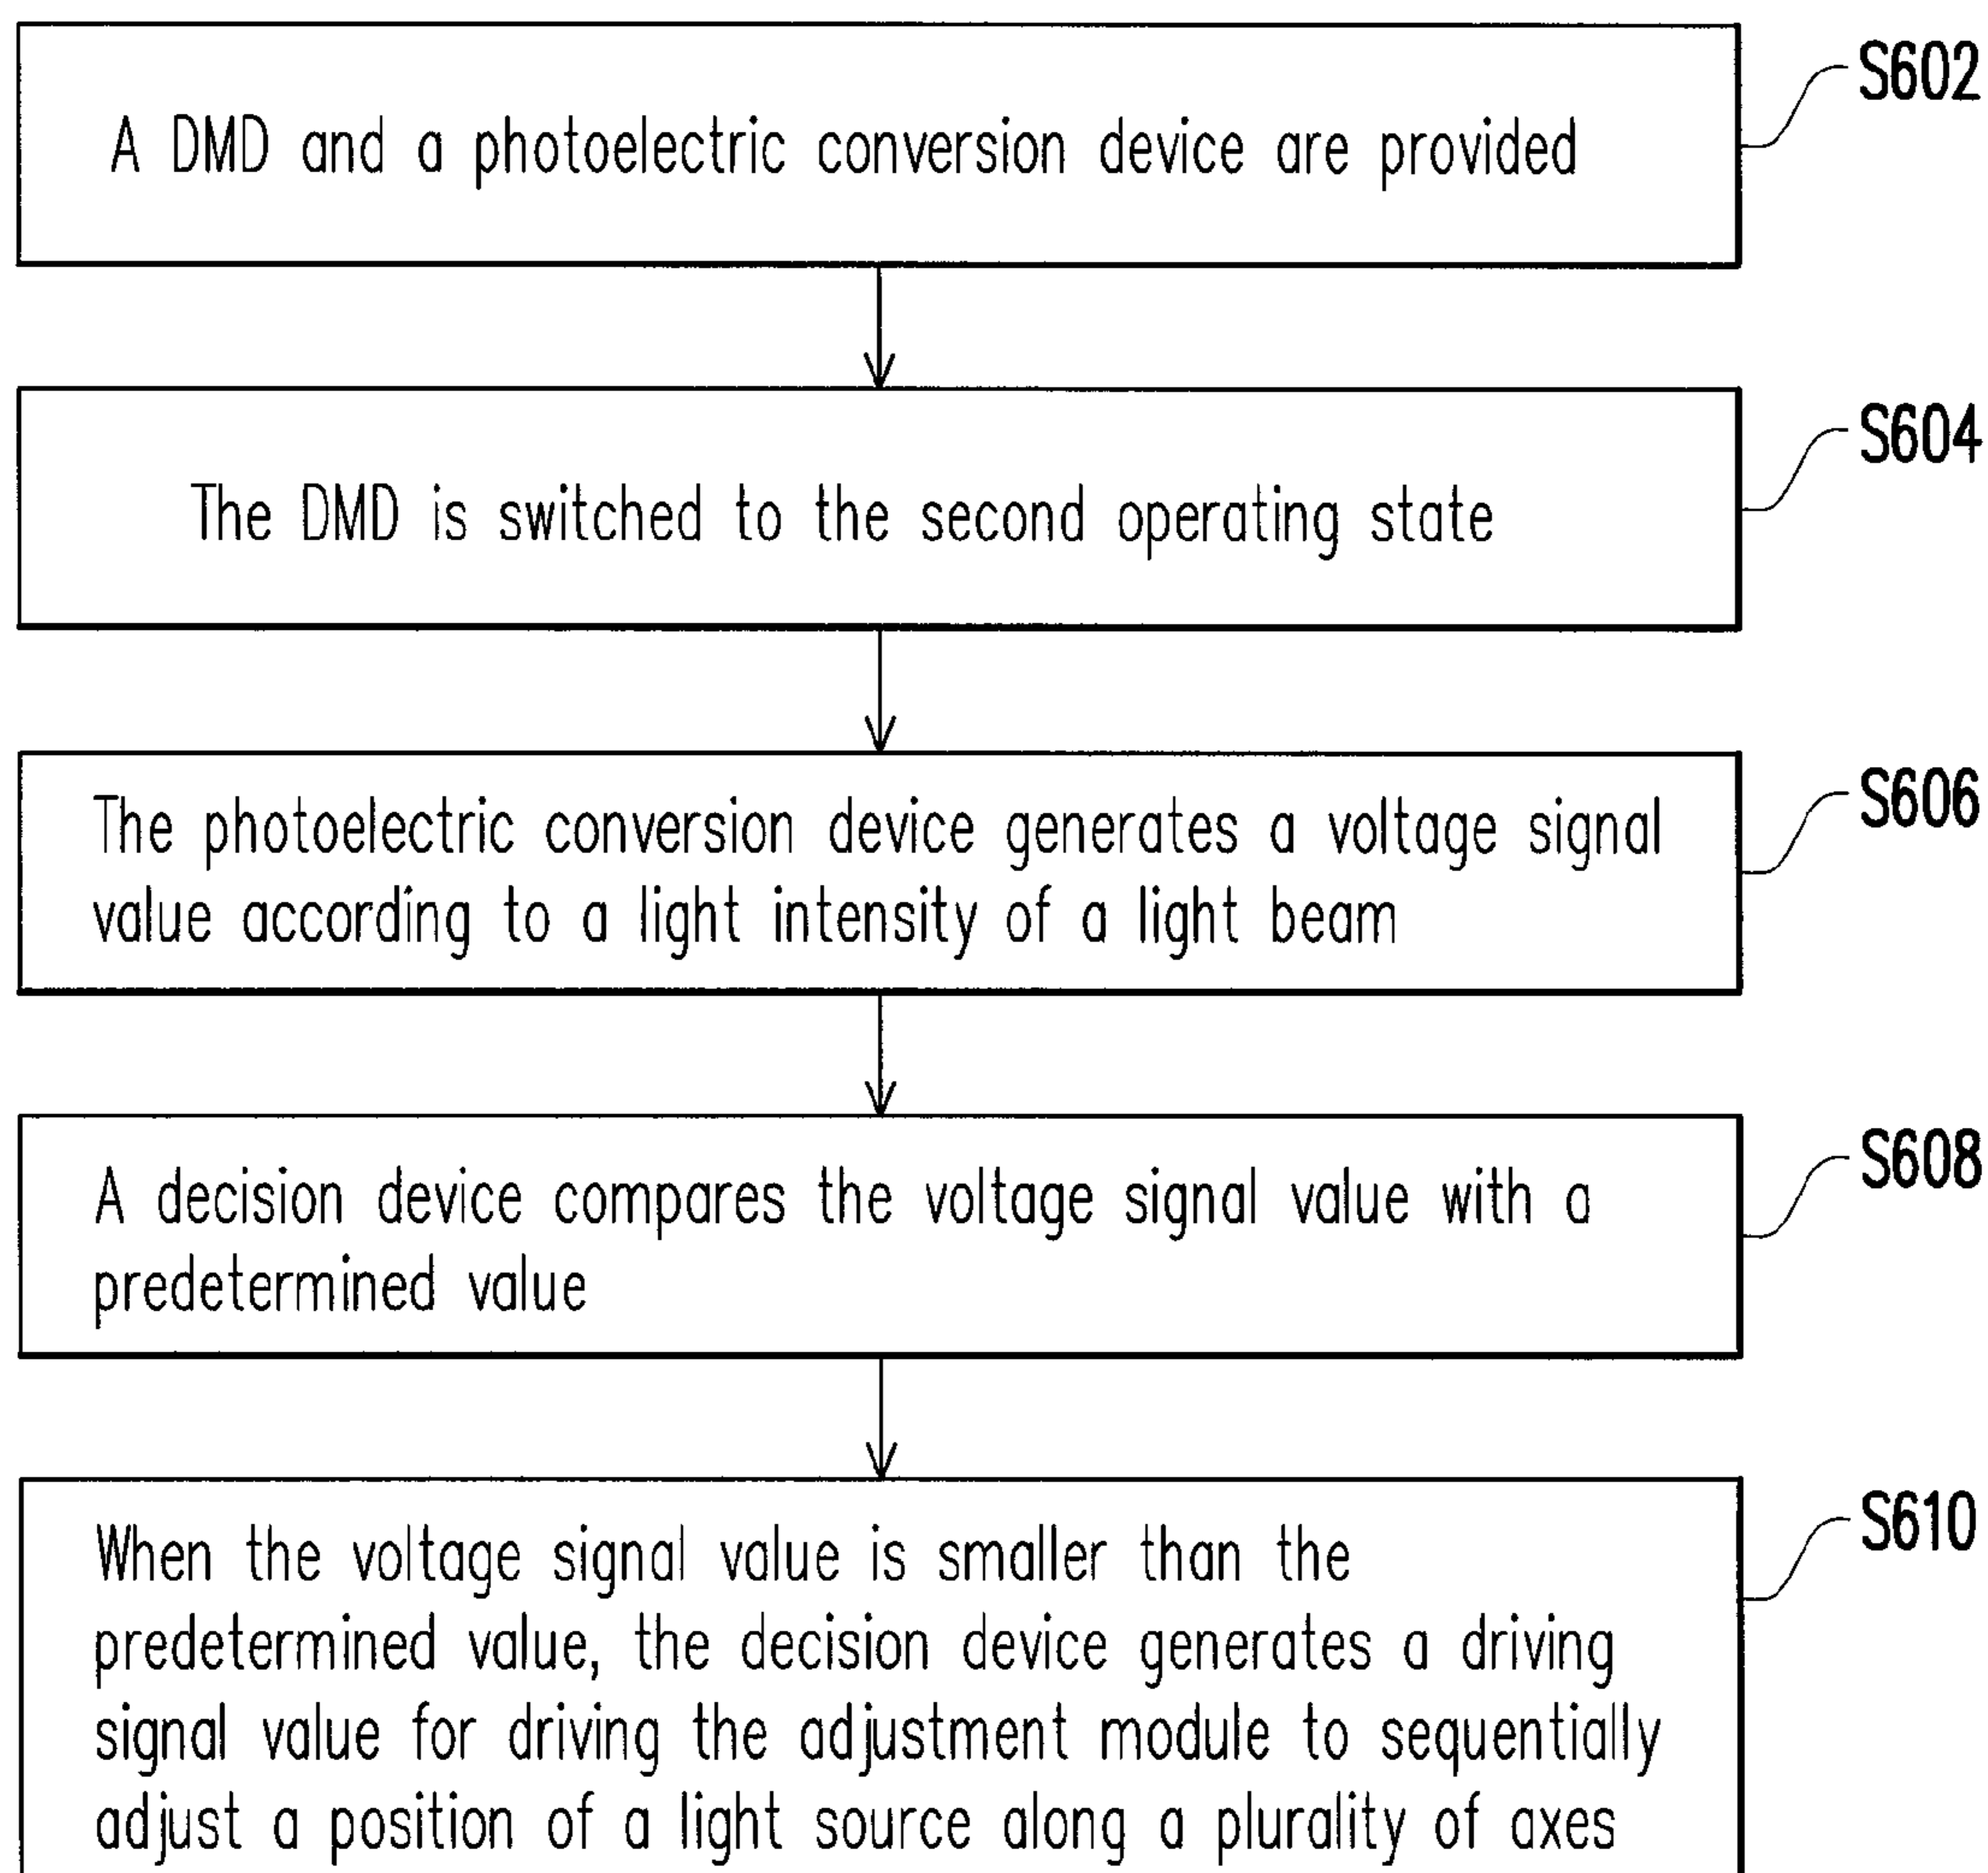 S602
A DMD and a photoelectric conversion device are provided
S604
The DMD is switched to the second operating state
S606
The photoelectric conversion device generates a voltage signal
value according to a light intensity of a light beam
S608
A decision device compares the voltage signal value with a
predetermined value
S610
When the voltage signal value is smaller than the
predetermined value, the decision device generates a driving
signal value for driving the adjustment module to sequentially
adjust a position of a light source along a plurality of axes